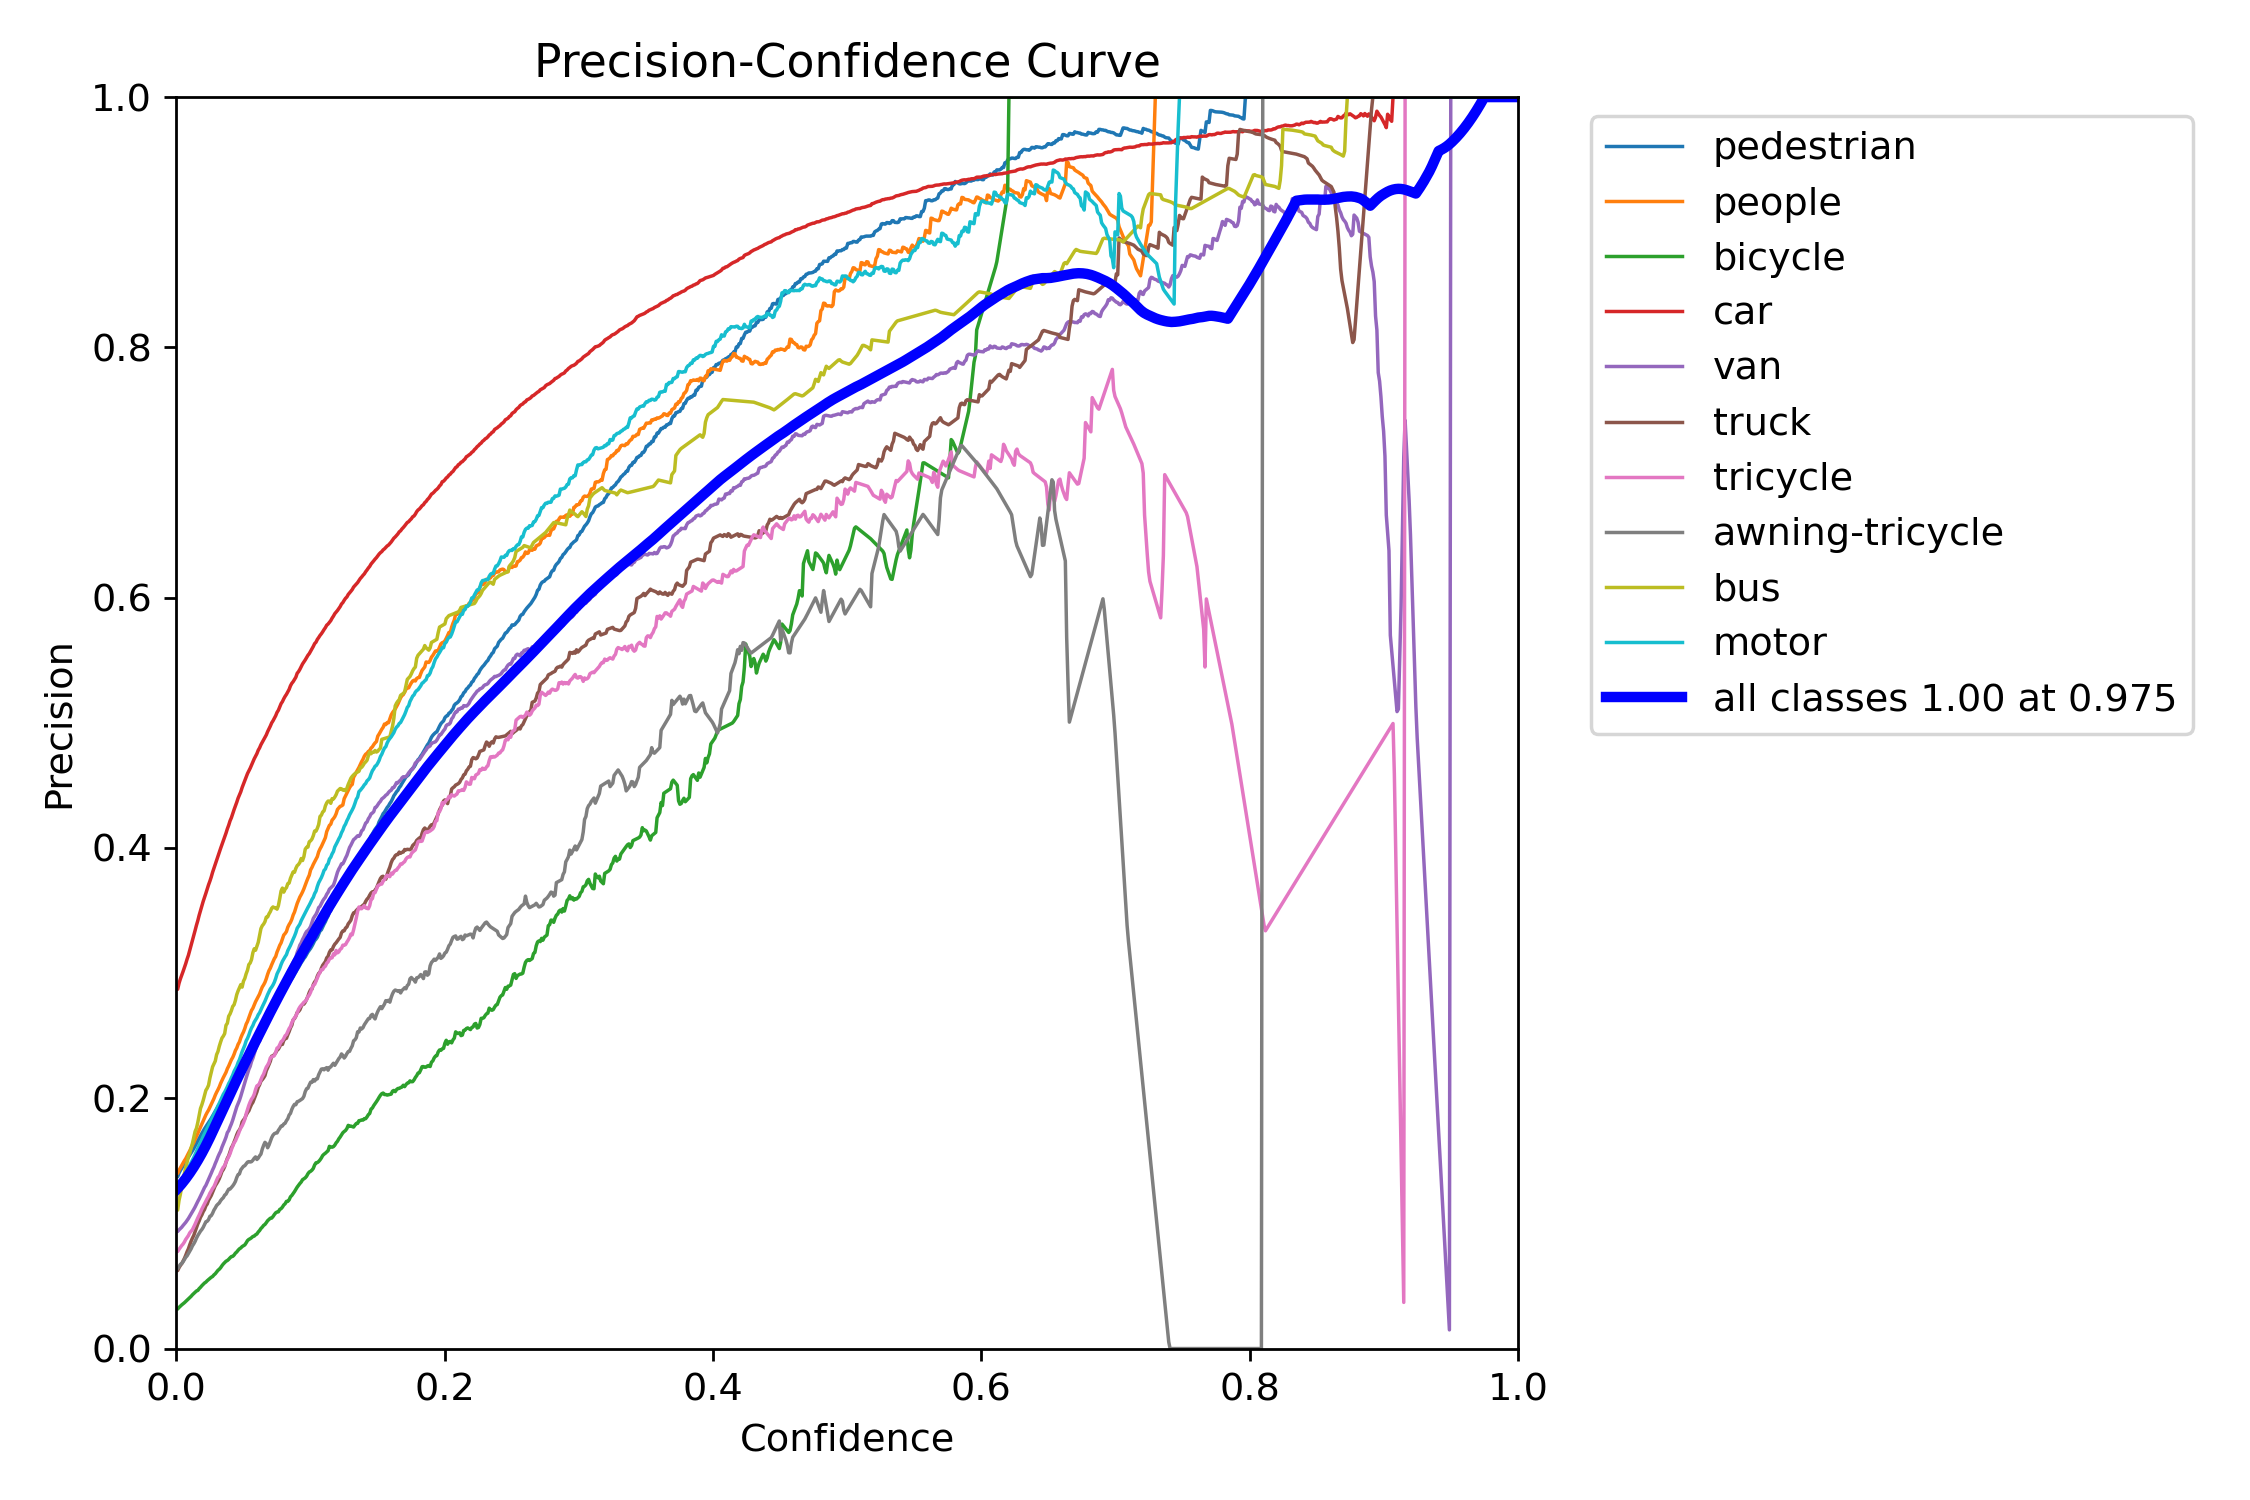 Precision-Confidence Curve
1.0
0.8
0.6
0.4
0.2
0.0
Precision
0.0 0.2 0.4 0.6 0.8 1.0
Confidence
pedestrian
people
bicycle
car
van
truck
tricycle
awning-tricycle
bus
motor
all classes 1.00 at 0.975